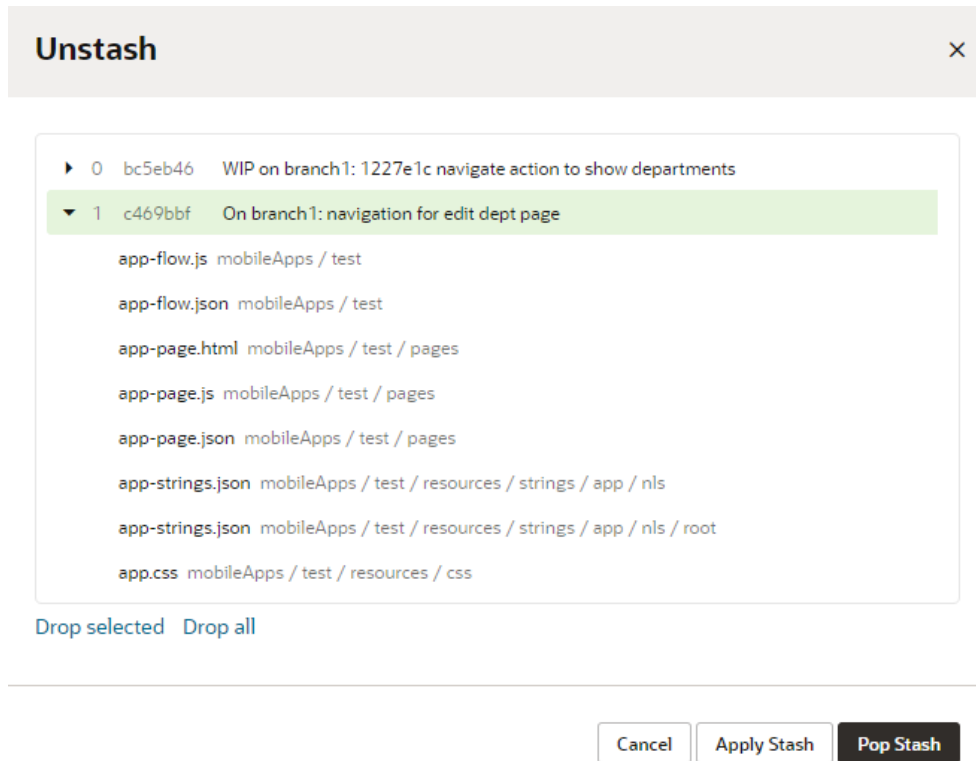 Unstash
0 bc5eb46 WIP on branch1: 1227e1c navigate action to show departments
1 c469bbf On branch1: navigation for edit dept page
app-flow.js mobileApps / test
app-flow.json mobileApps / test
app-page.html mobileApps / test / pages
app-page.js mobileApps / test / pages
app-page.json mobileApps / test / pages
app-strings.json mobileApps / test / resources / strings / app / nls
app-strings.json mobileApps / test / resources / strings / app / nls / root
app.css mobileApps / test / resources / css
Drop selected Drop all
Cancel Apply Stash Pop Stash